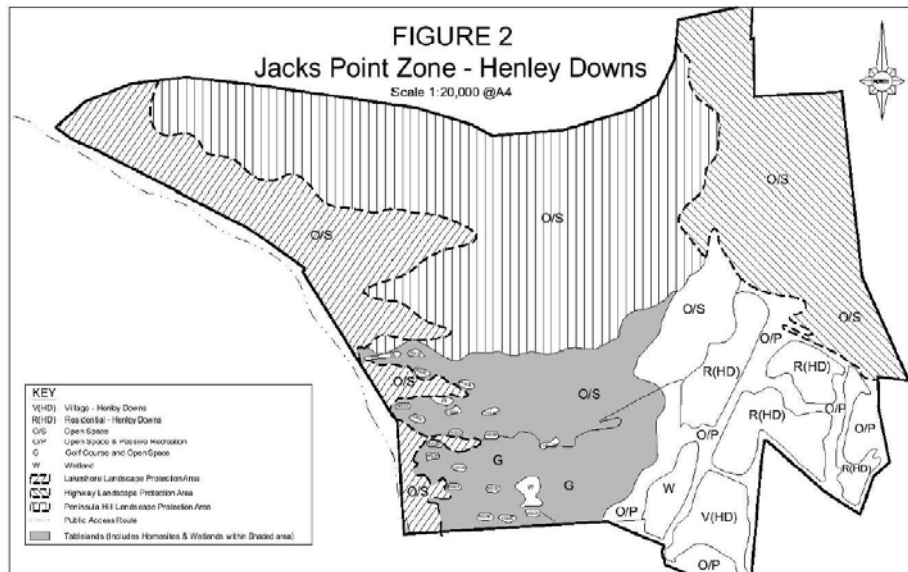 FIGURE 2
Jacks Point Zone - Henley Downs
Scale 1:20,000 @A4
O/S
O/S
O/S
O/S
O/S
O/P
R(HD)
R(HD)
O/S
O/S
R(HD)
O/P
O/P
O/P
R(HD)
G
G
W
W
O/S
O/P
V(HD)
O/P
KEY
V(HD) Village - Henley Downs
R(HD) Residential - Henley Downs
O/S Open Space
O/P Open Space & Passive Recreation
G Golf Course and Open Space
W Wetland
Lakeshore Landscape Protection Area
Highway Landscape Protection Area
Peninsula Hill Landscape Protection Area
Public Access Route
Tablelands (Includes Homesites & Wetlands within Shaded area)